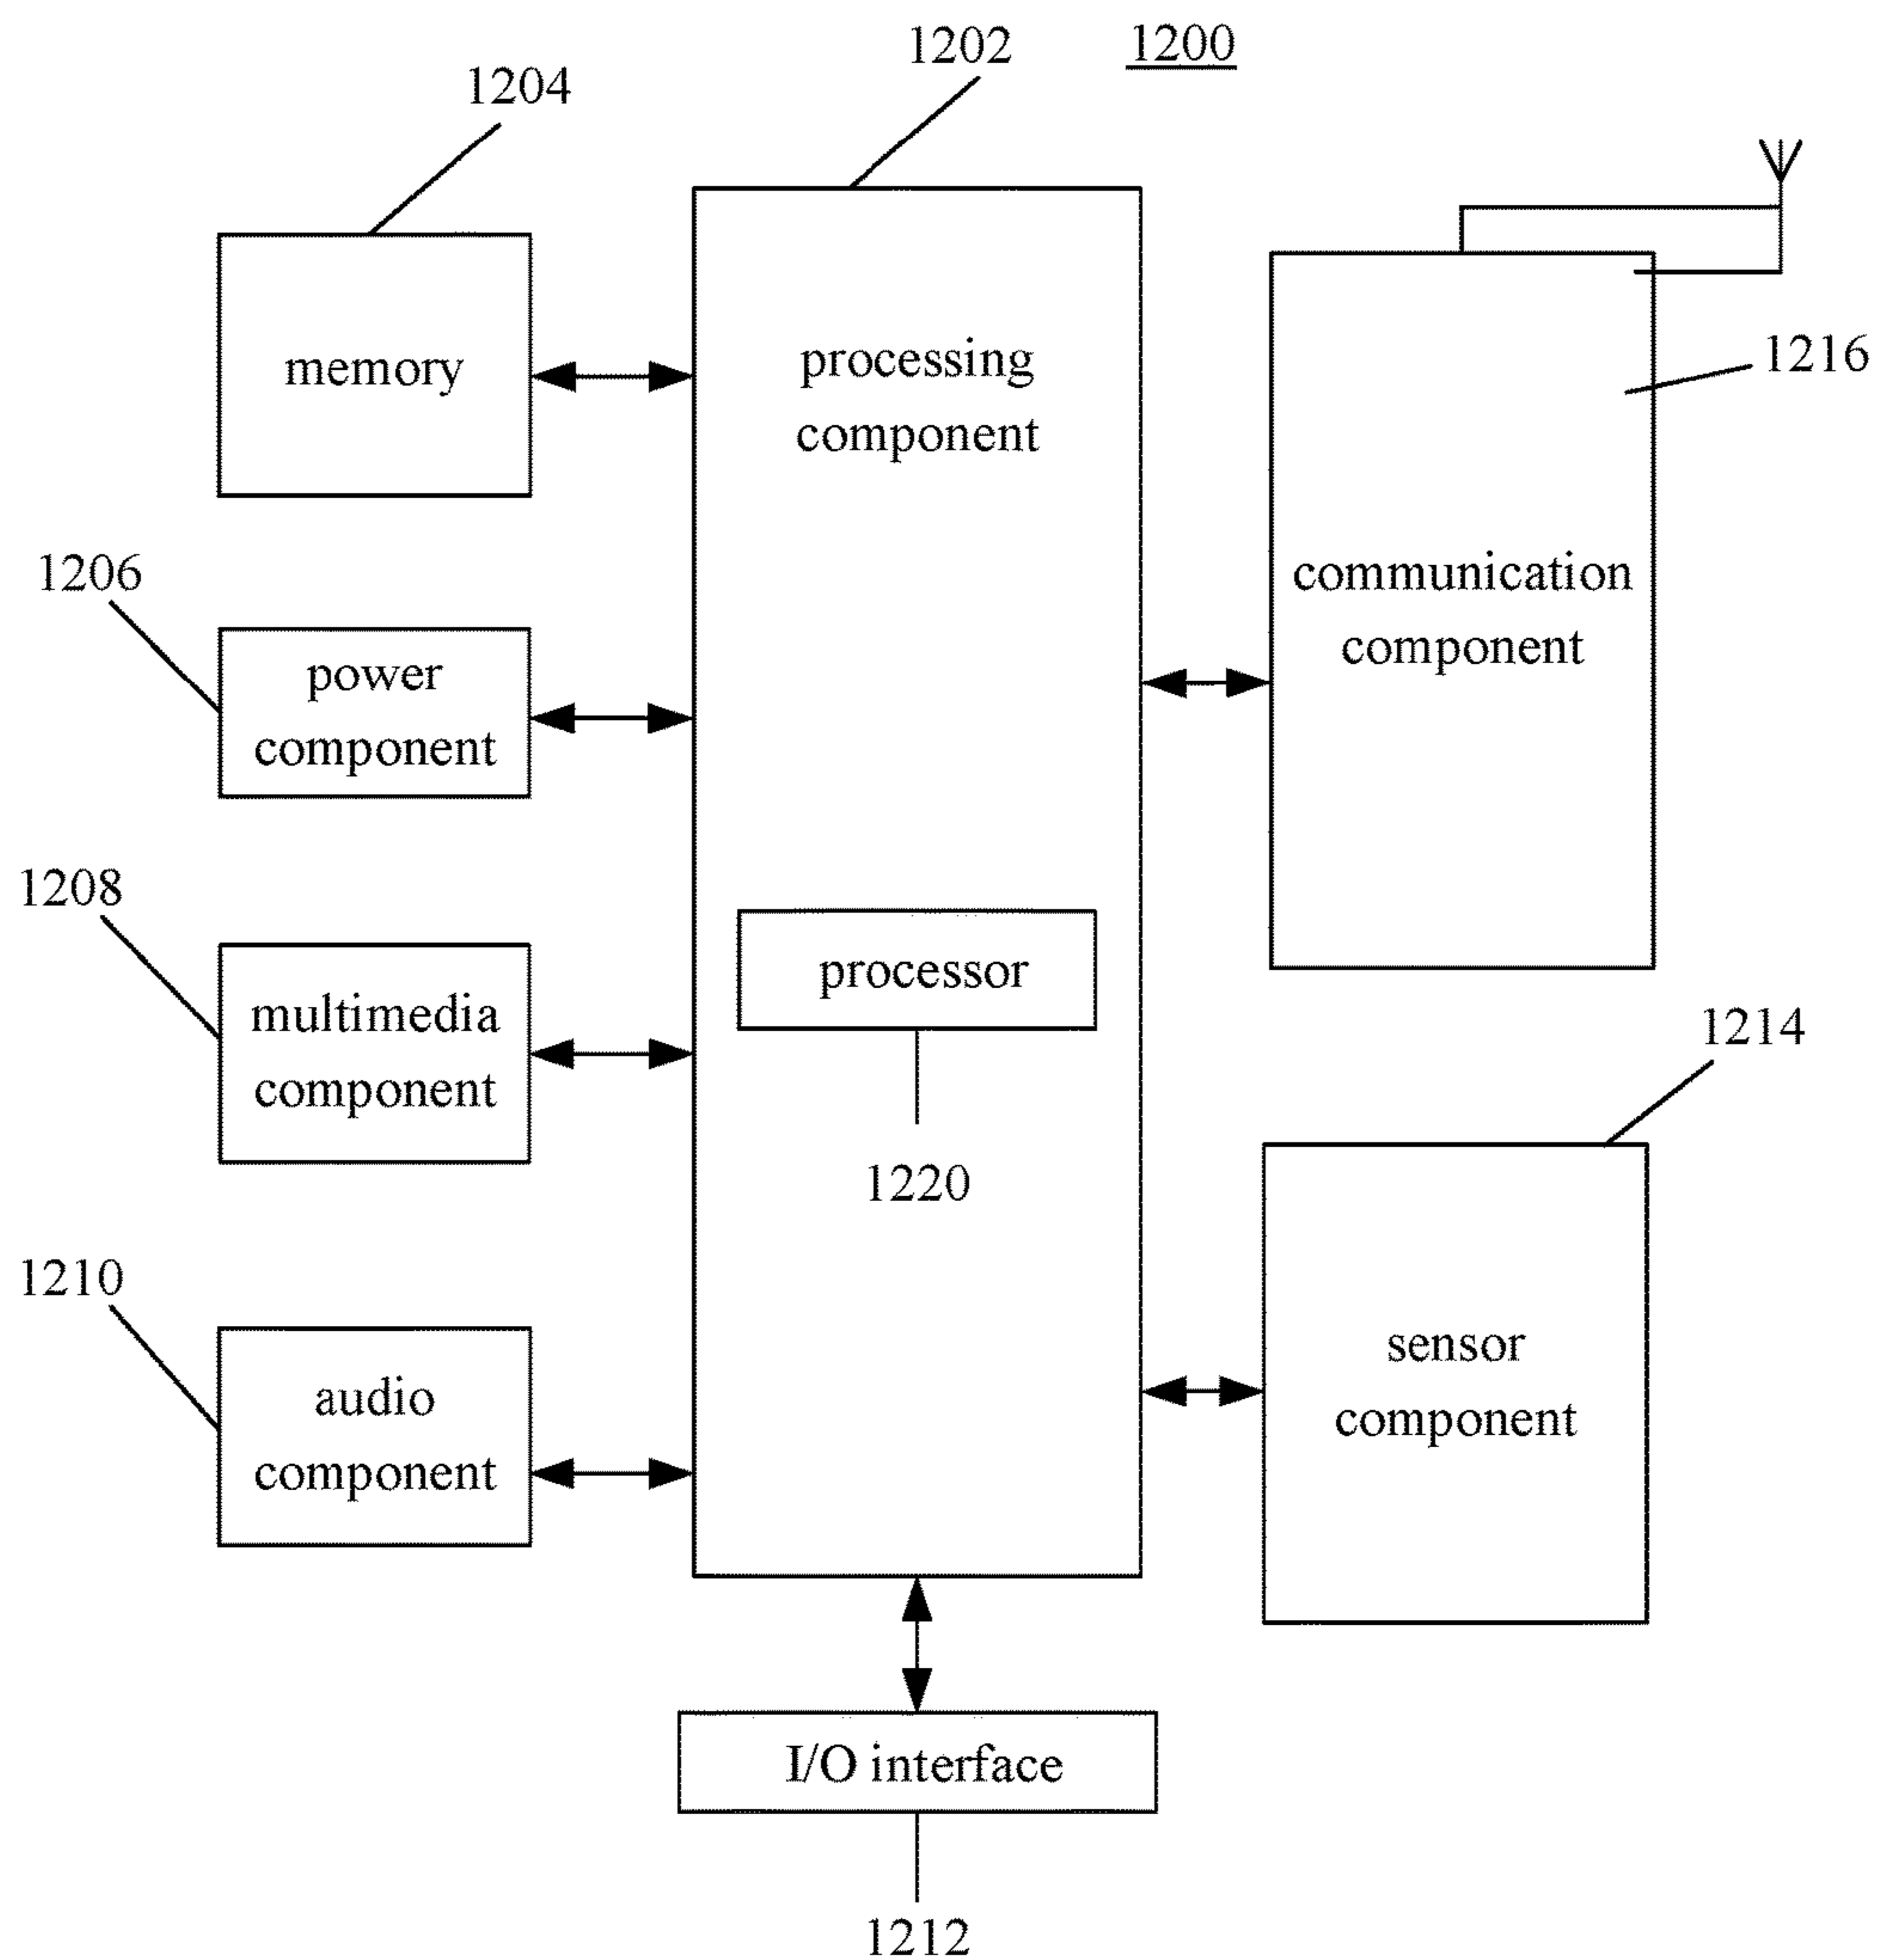 1200
1202
1204
memory
processing
component
1216
communication
component
1206
power
component
1208
multimedia
component
processor
1220
1214
sensor
component
1210
audio
component
I/O interface
1212